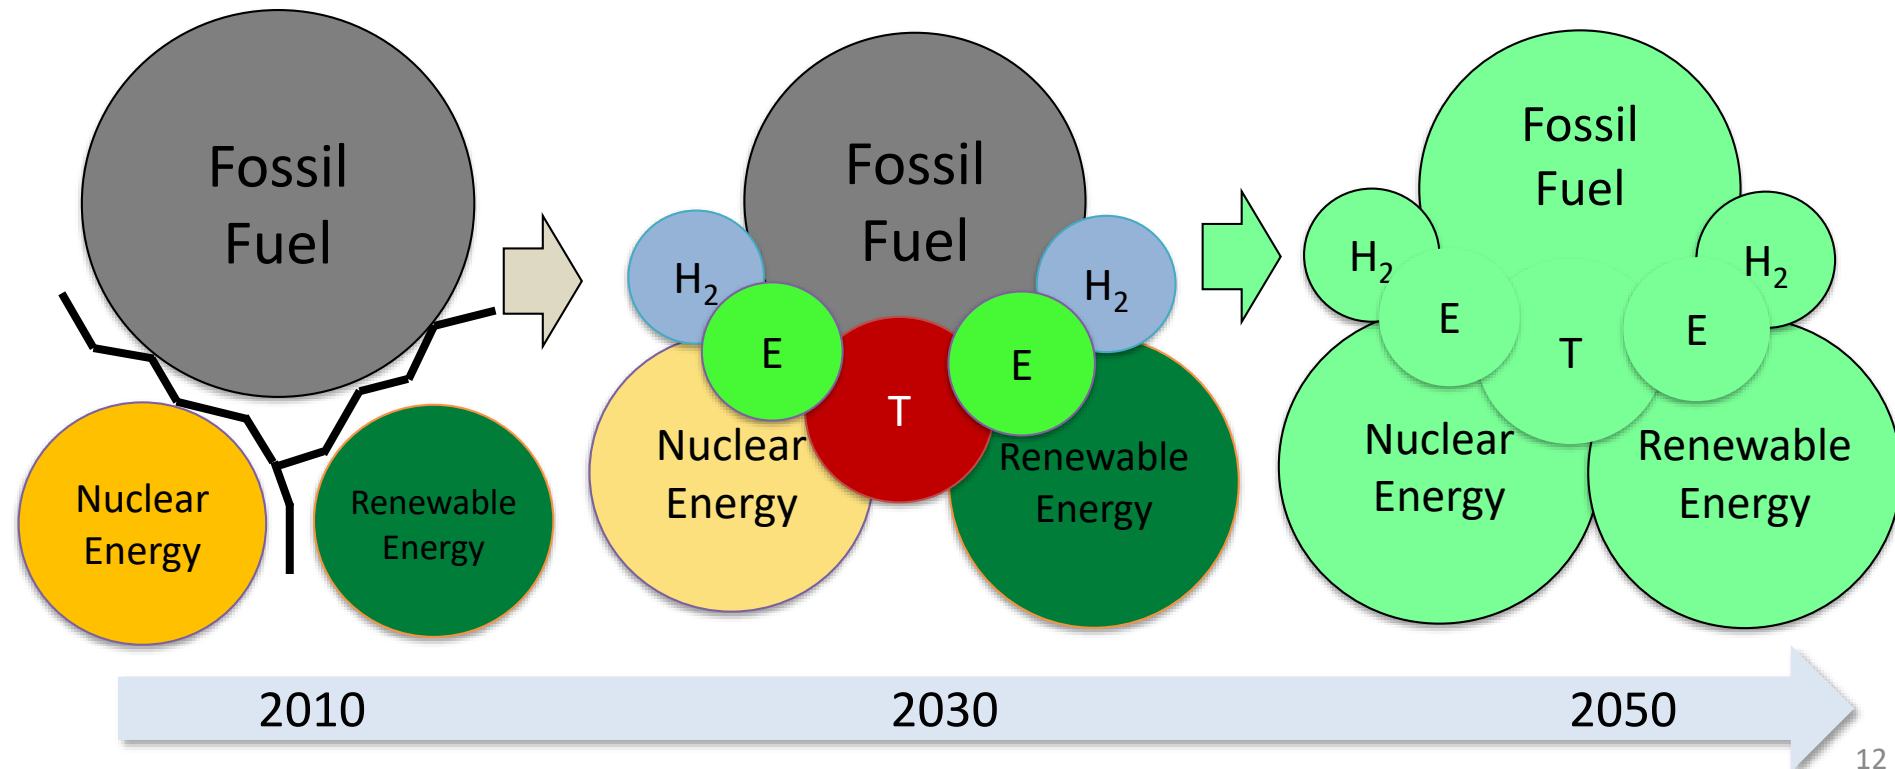 Fossil
Fuel
Nuclear
Energy
Renewable
Energy
Fossil
Fuel
H₂
H₂
E
E
T
Nuclear
Energy
Renewable
Energy
Fossil
Fuel
H₂
H₂
E
E
T
Nuclear
Energy
Renewable
Energy
2010
2030
2050
12